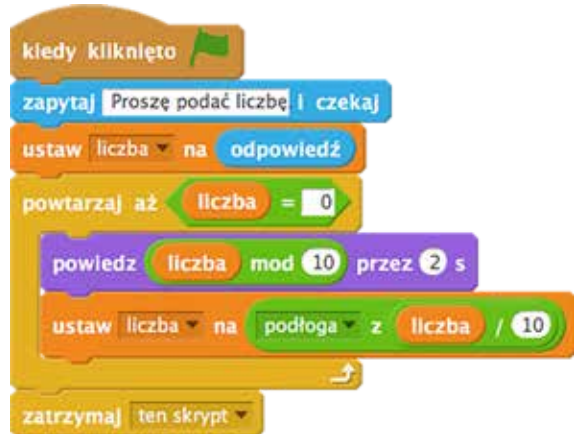 kiedy kliknięto
zapytaj Proszę podać liczbę i czekaj
ustaw liczba na odpowiedź
powtarzaj aż liczba = 0
powiedz liczba mod 10 przez 2 s
ustaw liczba na podłoga z liczba / 10
zatrzymaj ten skrypt